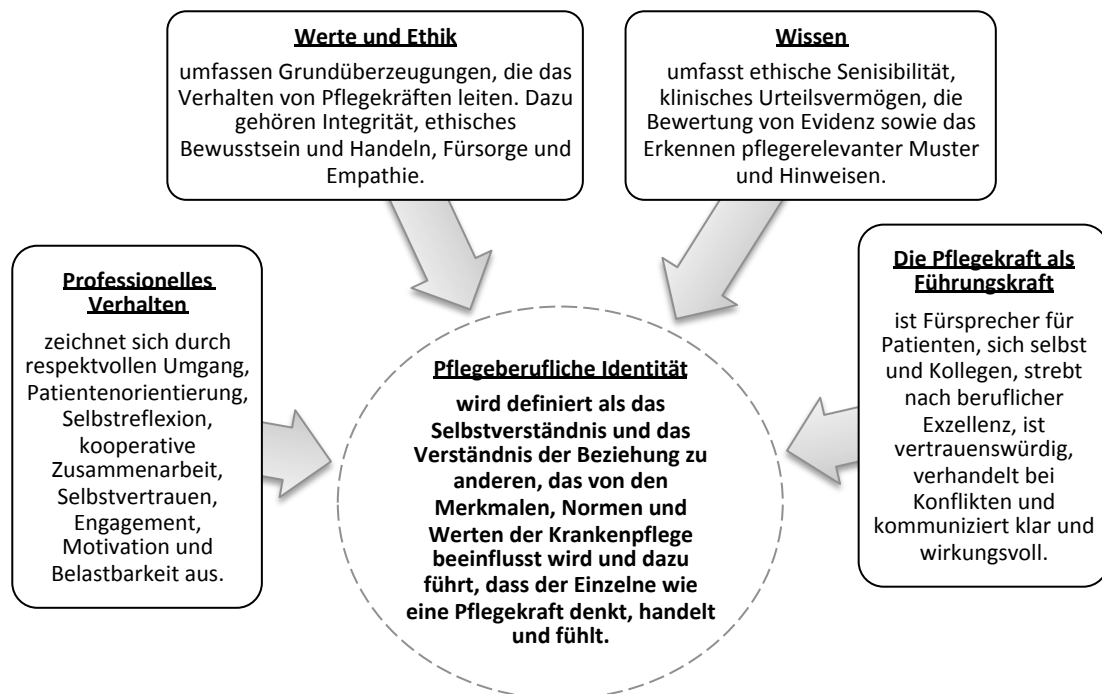 Werte und Ethik
umfassen Grundüberzeugungen, die das
Verhalten von Pflegekräften leiten. Dazu
gehören Integrität, ethisches
Bewusstsein und Handeln, Fürsorge und
Empathie.
Wissen
umfasst ethische Senisibilität,
klinisches Urteilsvermögen, die
Bewertung von Evidenz sowie das
Erkennen pflegerelevanter Muster
und Hinweisen.
Professionelles
Verhalten
zeichnet sich durch
respektvollen Umgang,
Patientenorientierung,
Selbstreflexion,
kooperative
Zusammenarbeit,
Selbstvertrauen,
Engagement,
Motivation und
Belastbarkeit aus.
Pflegeberufliche Identität
wird definiert als das
Selbstverständnis und das
Verständnis der Beziehung zu
anderen, das von den
Merkmalen, Normen und
Werten der Krankenpflege
beeinflusst wird und dazu
führt, dass der Einzelne wie
eine Pflegekraft denkt, handelt
und fühlt.
Die Pflegekraft als
Führungskraft
ist Fürsprecher für
Patienten, sich selbst
und Kollegen, strebt
nach beruflicher
Exzellenz, ist
vertrauenswürdig,
verhandelt bei
Konflikten und
kommuniziert klar und
wirkungsvoll.